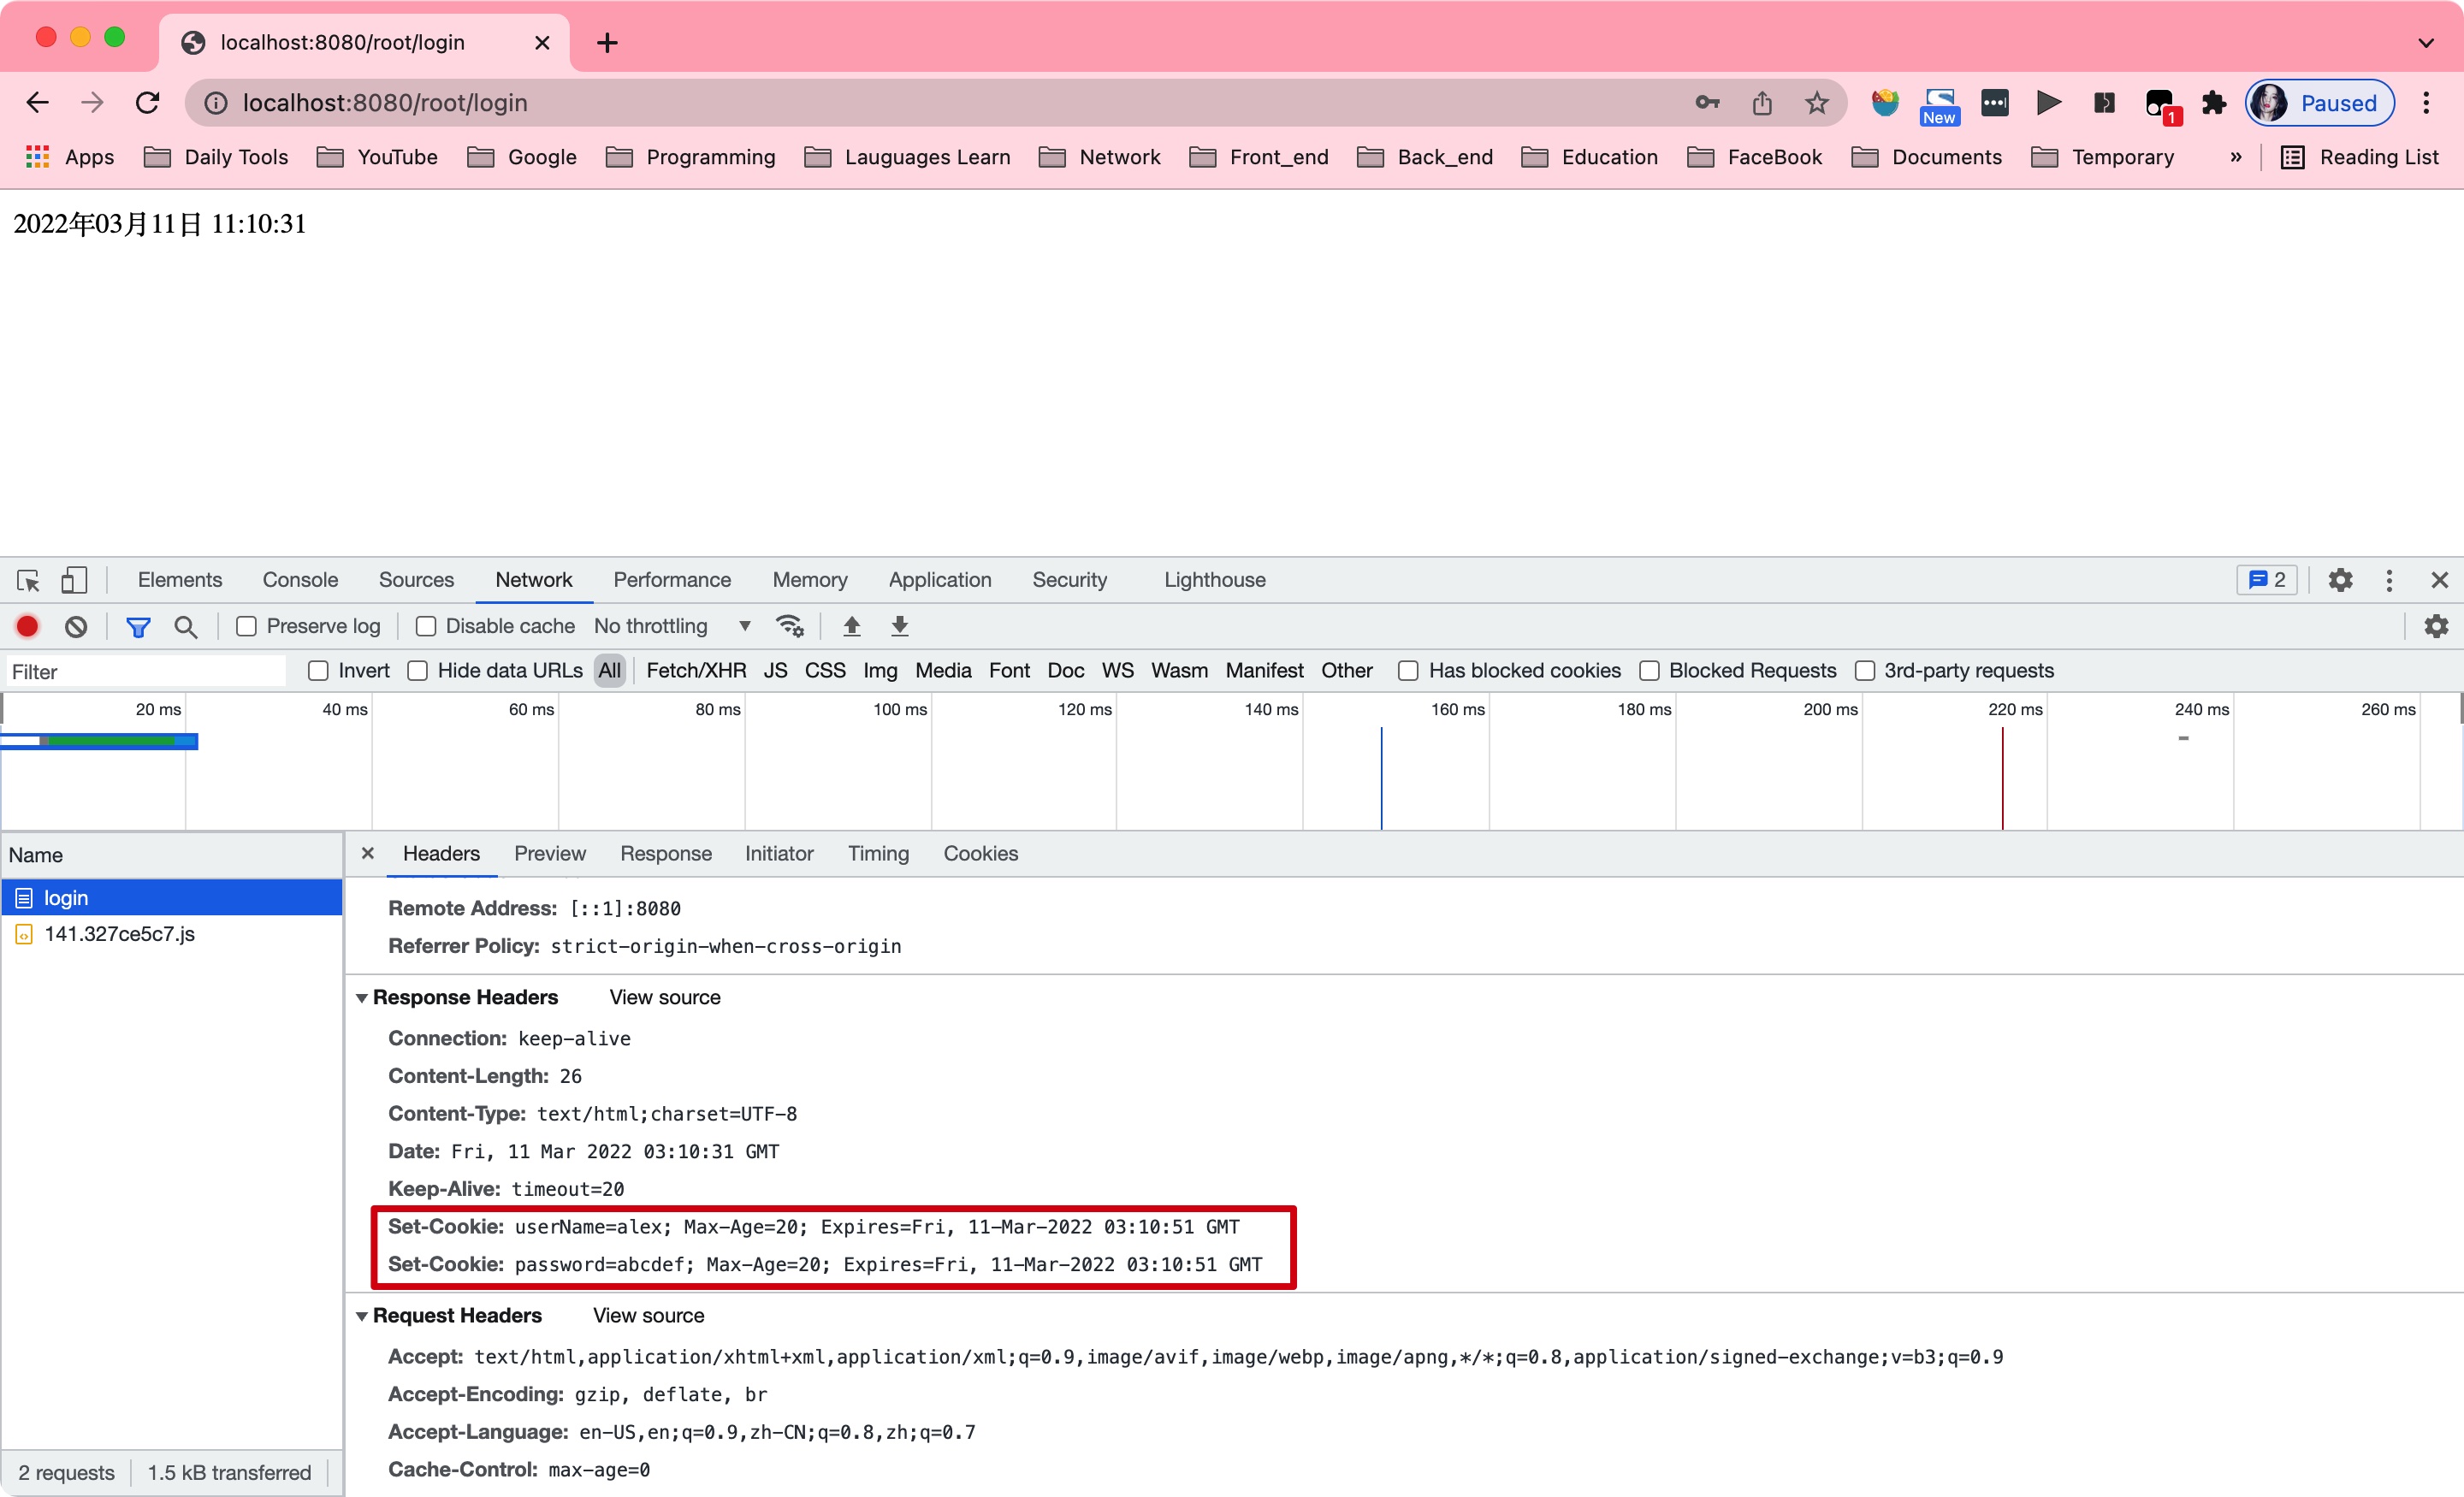 localhost:8080/root/login
localhost:8080/root/login
New
1
Paused
Apps Daily Tools YouTube Google Programming Lauguages Learn Network Front_end Back_end Education FaceBook Documents Temporary » Reading List
2022年03月11日 11:10:31
Elements Console Sources Network Performance Memory Application Security Lighthouse 2
Preserve log Disable cache No throttling
Filter Invert Hide data URLs All Fetch/XHR JS CSS Img Media Font Doc WS Wasm Manifest Other Has blocked cookies Blocked Requests 3rd-party requests
20 ms 40 ms 60 ms 80 ms 100 ms 120 ms 140 ms 160 ms 180 ms 200 ms 220 ms 240 ms 260 ms
Name
login
141.327ce5c7.js
2 requests 1.5 kB transferred
Headers Preview Response Initiator Timing Cookies
Remote Address: [::1]:8080
Referrer Policy: strict-origin-when-cross-origin
Response Headers View source
Connection: keep-alive
Content-Length: 26
Content-Type: text/html;charset=UTF-8
Date: Fri, 11 Mar 2022 03:10:31 GMT
Keep-Alive: timeout=20
Set-Cookie: userName=alex; Max-Age=20; Expires=Fri, 11-Mar-2022 03:10:51 GMT
Set-Cookie: password=abcdef; Max-Age=20; Expires=Fri, 11-Mar-2022 03:10:51 GMT
Request Headers View source
Accept: text/html,application/xhtml+xml,application/xml;q=0.9,image/avif,image/webp,image/apng,*/*;q=0.8,application/signed-exchange;v=b3;q=0.9
Accept-Encoding: gzip, deflate, br
Accept-Language: en-US,en;q=0.9,zh-CN;q=0.8,zh;q=0.7
Cache-Control: max-age=0